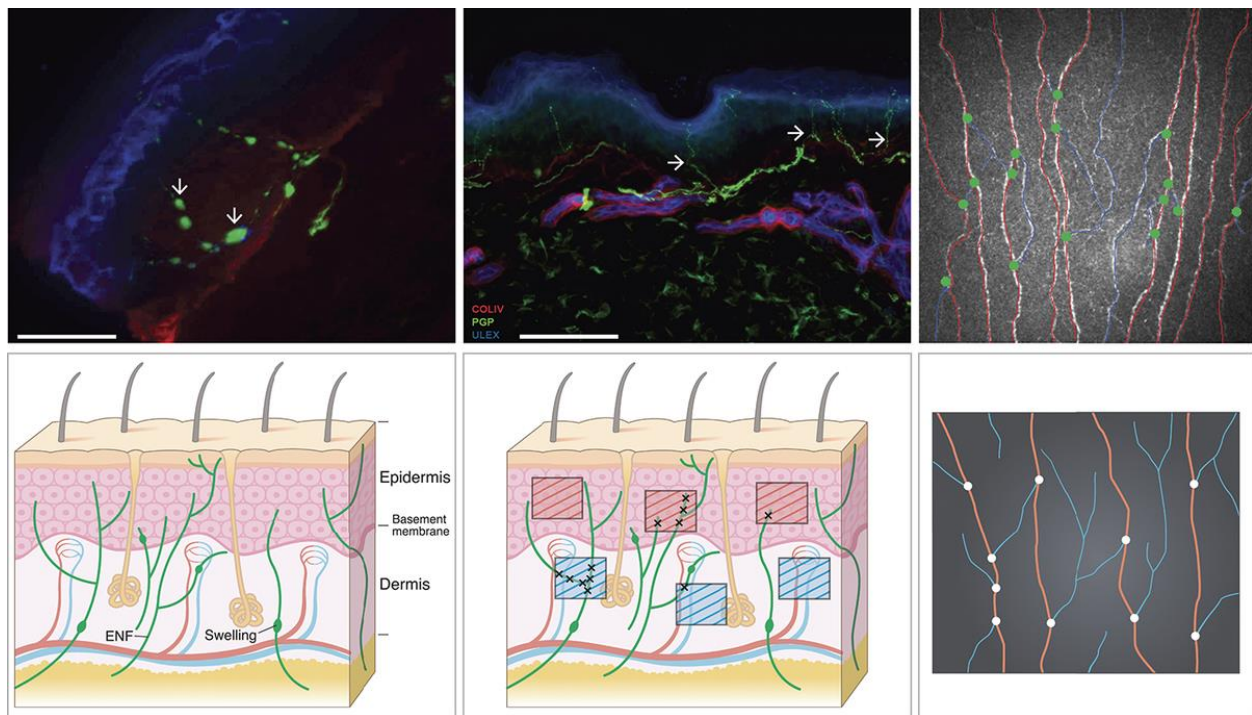 COLIV
PGP
ULEX
Epidermis
Basement
membrane
Dermis
ENF
Swelling